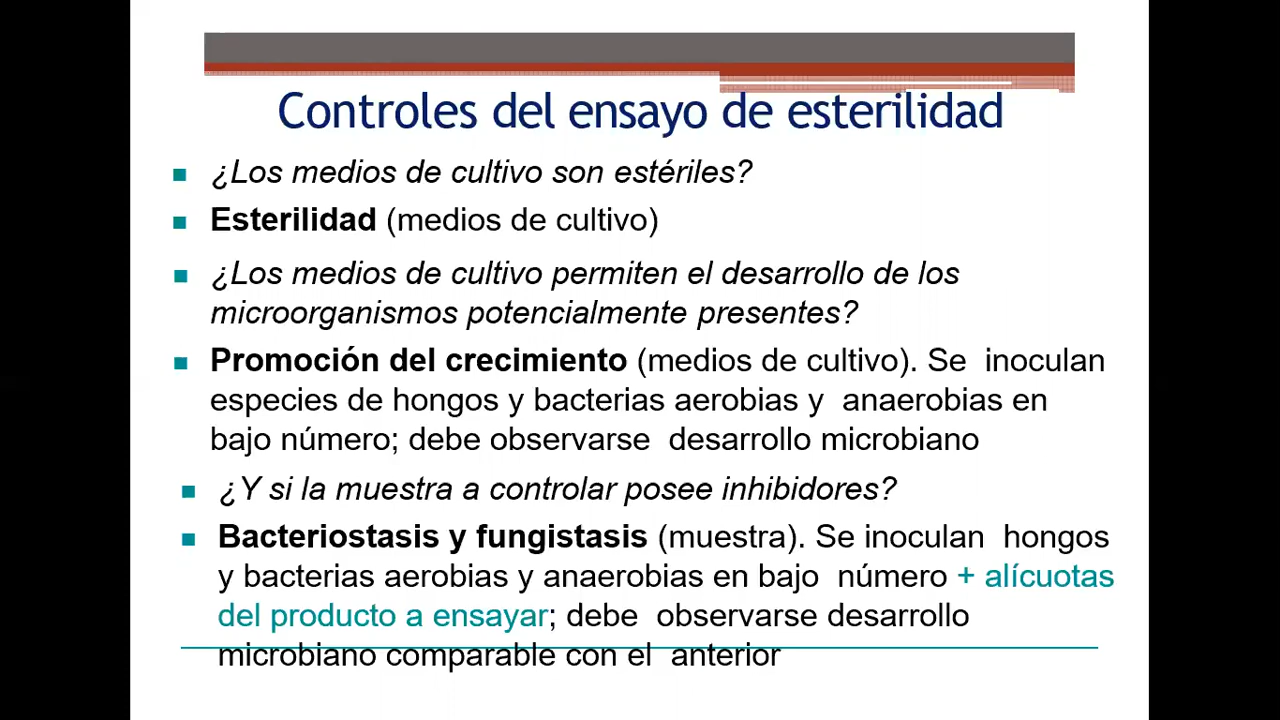 Controles del ensayo de esterilidad
¿Los medios de cultivo son estériles?
Esterilidad (medios de cultivo)
¿Los medios de cultivo permiten el desarrollo de los
microorganismos potencialmente presentes?
Promoción del crecimiento (medios de cultivo). Se inoculan
especies de hongos y bacterias aerobias y anaerobias en
bajo número; debe observarse desarrollo microbiano
¿Y si la muestra a controlar posee inhibidores?
Bacteriostasis y fungistasis (muestra). Se inoculan hongos
y bacterias aerobias y anaerobias en bajo número + alícuotas
del producto a ensayar; debe observarse desarrollo
microbiano comparable con el anterior